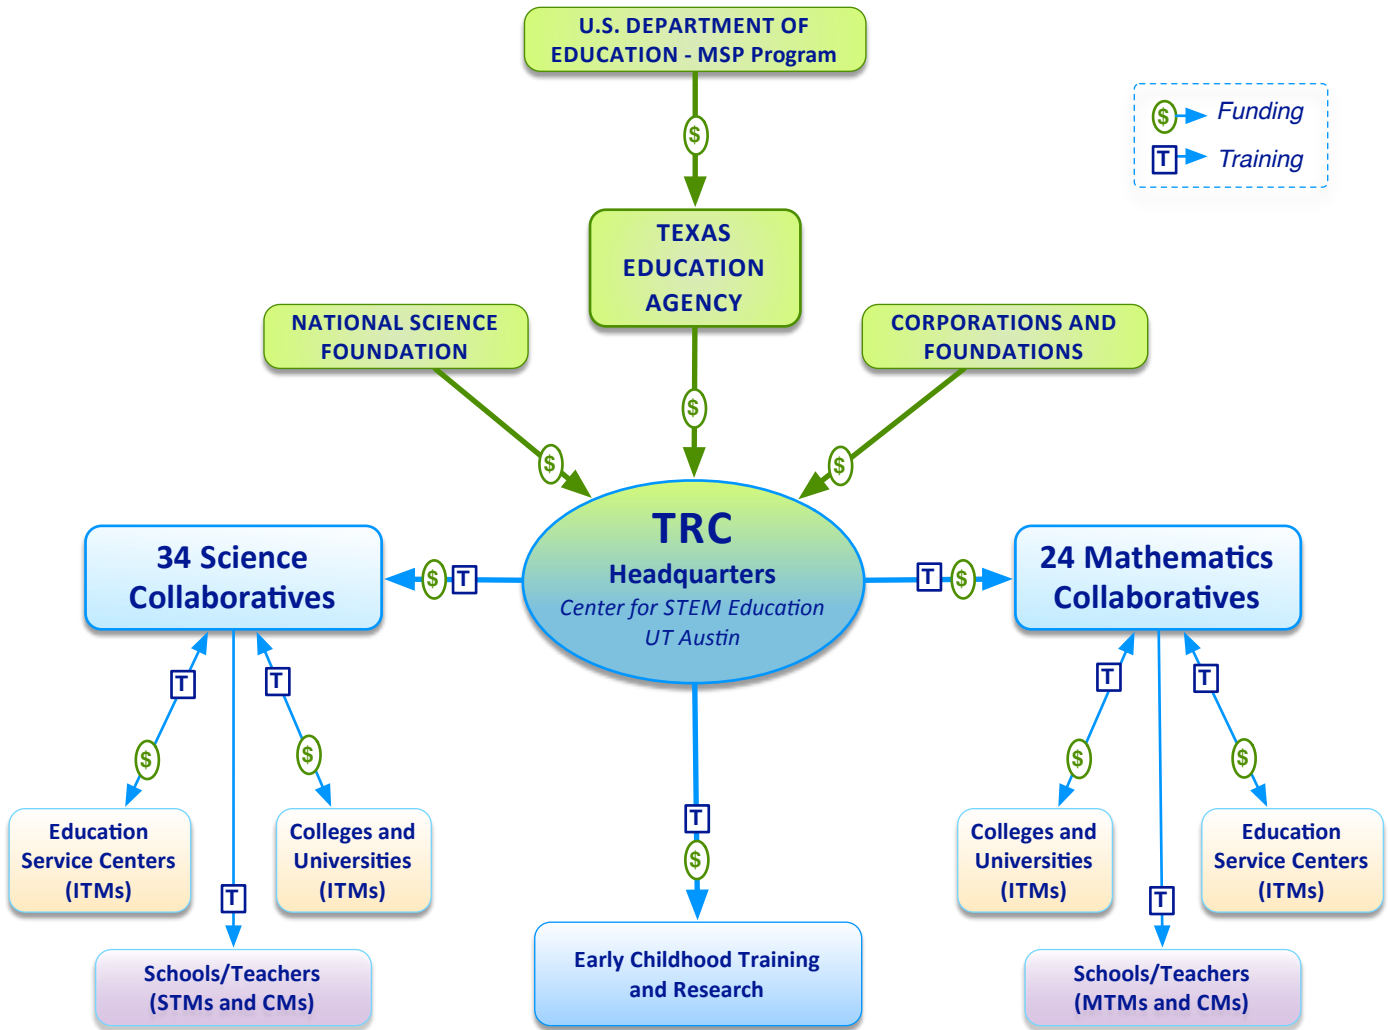 U.S. DEPARTMENT OF
EDUCATION - MSP Program
$
$ Funding
T Training
TEXAS
EDUCATION
AGENCY
NATIONAL SCIENCE
FOUNDATION
CORPORATIONS AND
FOUNDATIONS
$
$
$
TRC
Headquarters
Center for STEM Education
UT Austin
34 Science
Collaboratives
$ T
T $
24 Mathematics
Collaboratives
T
T
$
$
T
T
$
$
Education
Service Centers
(ITMs)
Colleges and
Universities
(ITMs)
T
$
Colleges and
Universities
(ITMs)
Education
Service Centers
(ITMs)
T
T
Schools/Teachers
(STMs and CMs)
Early Childhood Training
and Research
Schools/Teachers
(MTMs and CMs)